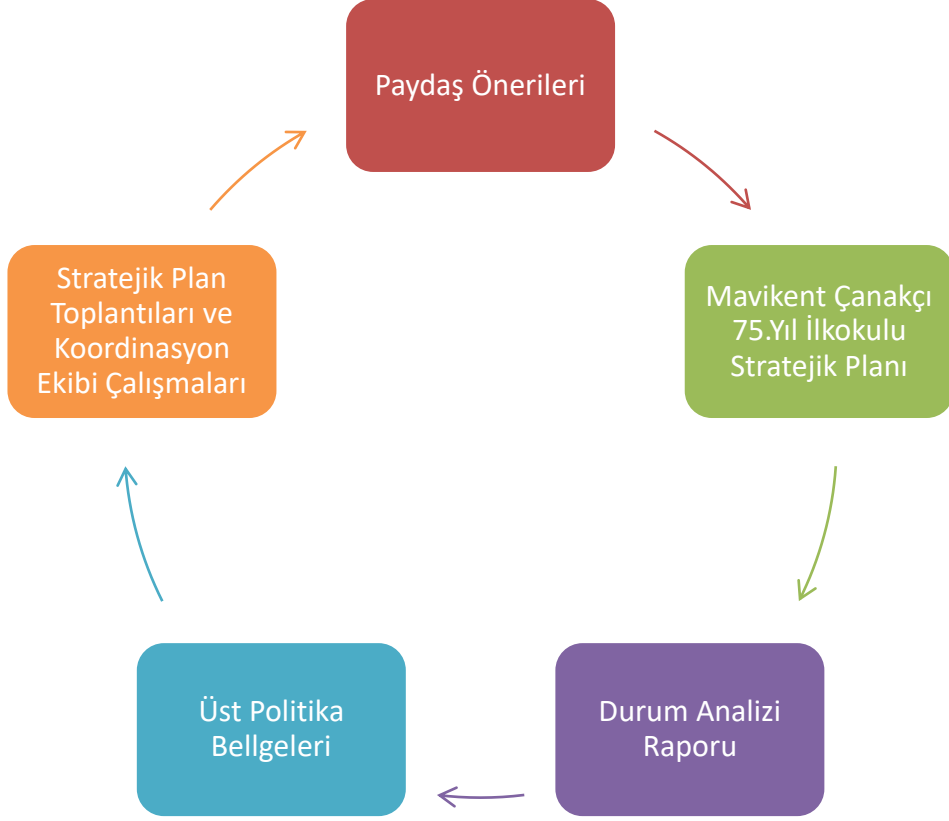 Paydaş Önerileri
Mavikent Çanakçı
75.Yıl İlkokulu
Stratejik Planı
Durum Analizi
Raporu
Üst Politika
Bellgeleri
Stratejik Plan
Toplantıları ve
Koordinasyon
Ekibi Çalışmaları